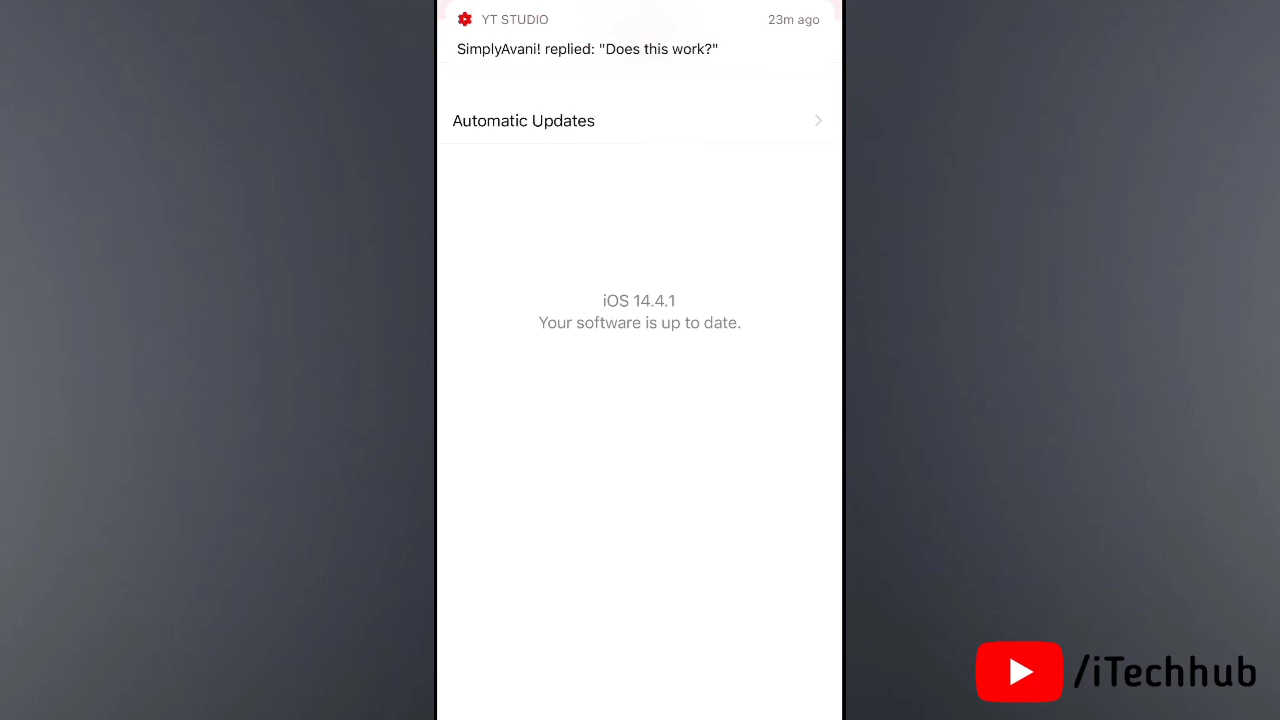 YT STUDIO 23m ago
SimplyAvani! replied: "Does this work?"
Automatic Updates
iOS 14.4.1
Your software is up to date.
/iTechhub